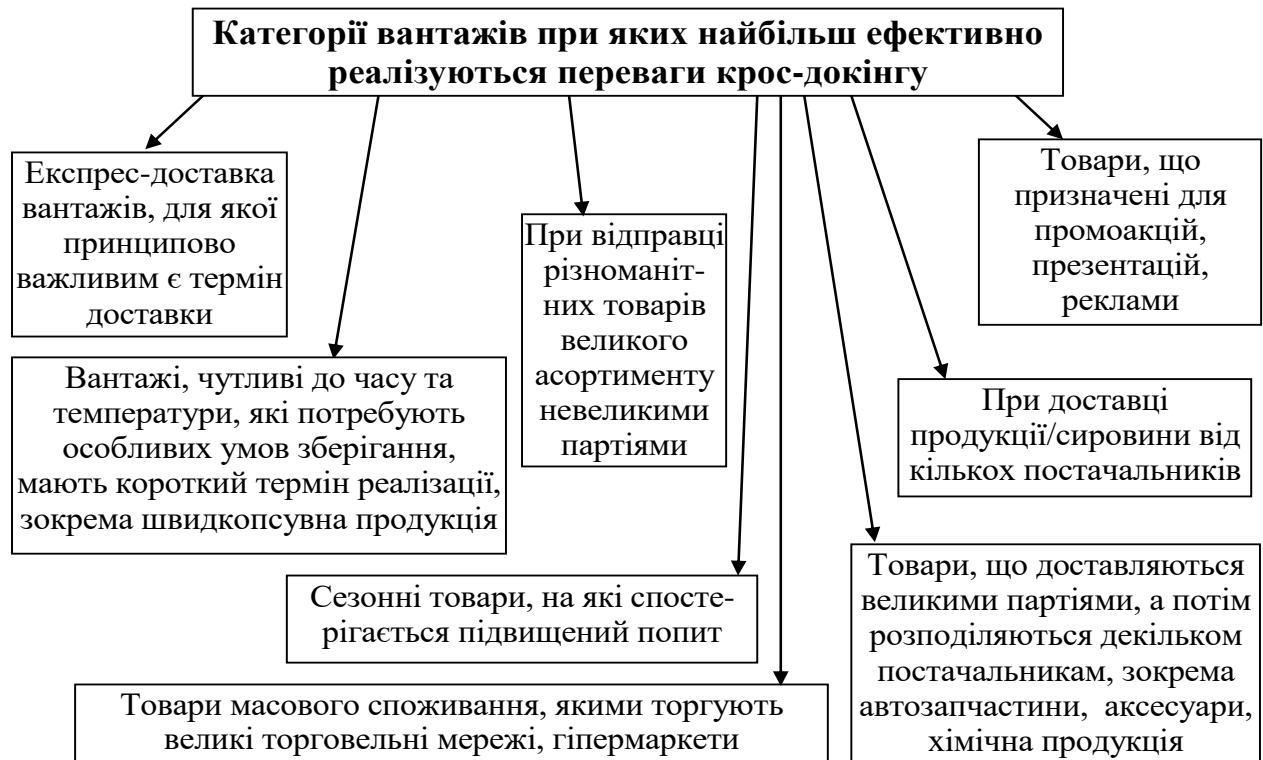 Категорії вантажів при яких найбільш ефективно
реалізуються переваги крос-докінгу
Експрес-доставка
вантажів, для якої
принципово
важливим є термін
доставки
Вантажі, чутливі до часу та
температури, які потребують
особливих умов зберігання,
мають короткий термін реалізації,
зокрема швидкопсувна продукція
При відправці
різноманіт-
них товарів
великого
асортименту
невеликими
партіями
Сезонні товари, на які спосте-
рігається підвищений попит
Товари масового споживання, якими торгують
великі торговельні мережі, гіпермаркети
Товари, що доставляються
великими партіями, а потім
розподіляються декільком
постачальникам, зокрема
автозапчастини, аксесуари,
хімічна продукція
При доставці
продукції/сировини від
кількох постачальників
Товари, що
призначені для
промоакцій,
презентацій,
реклами